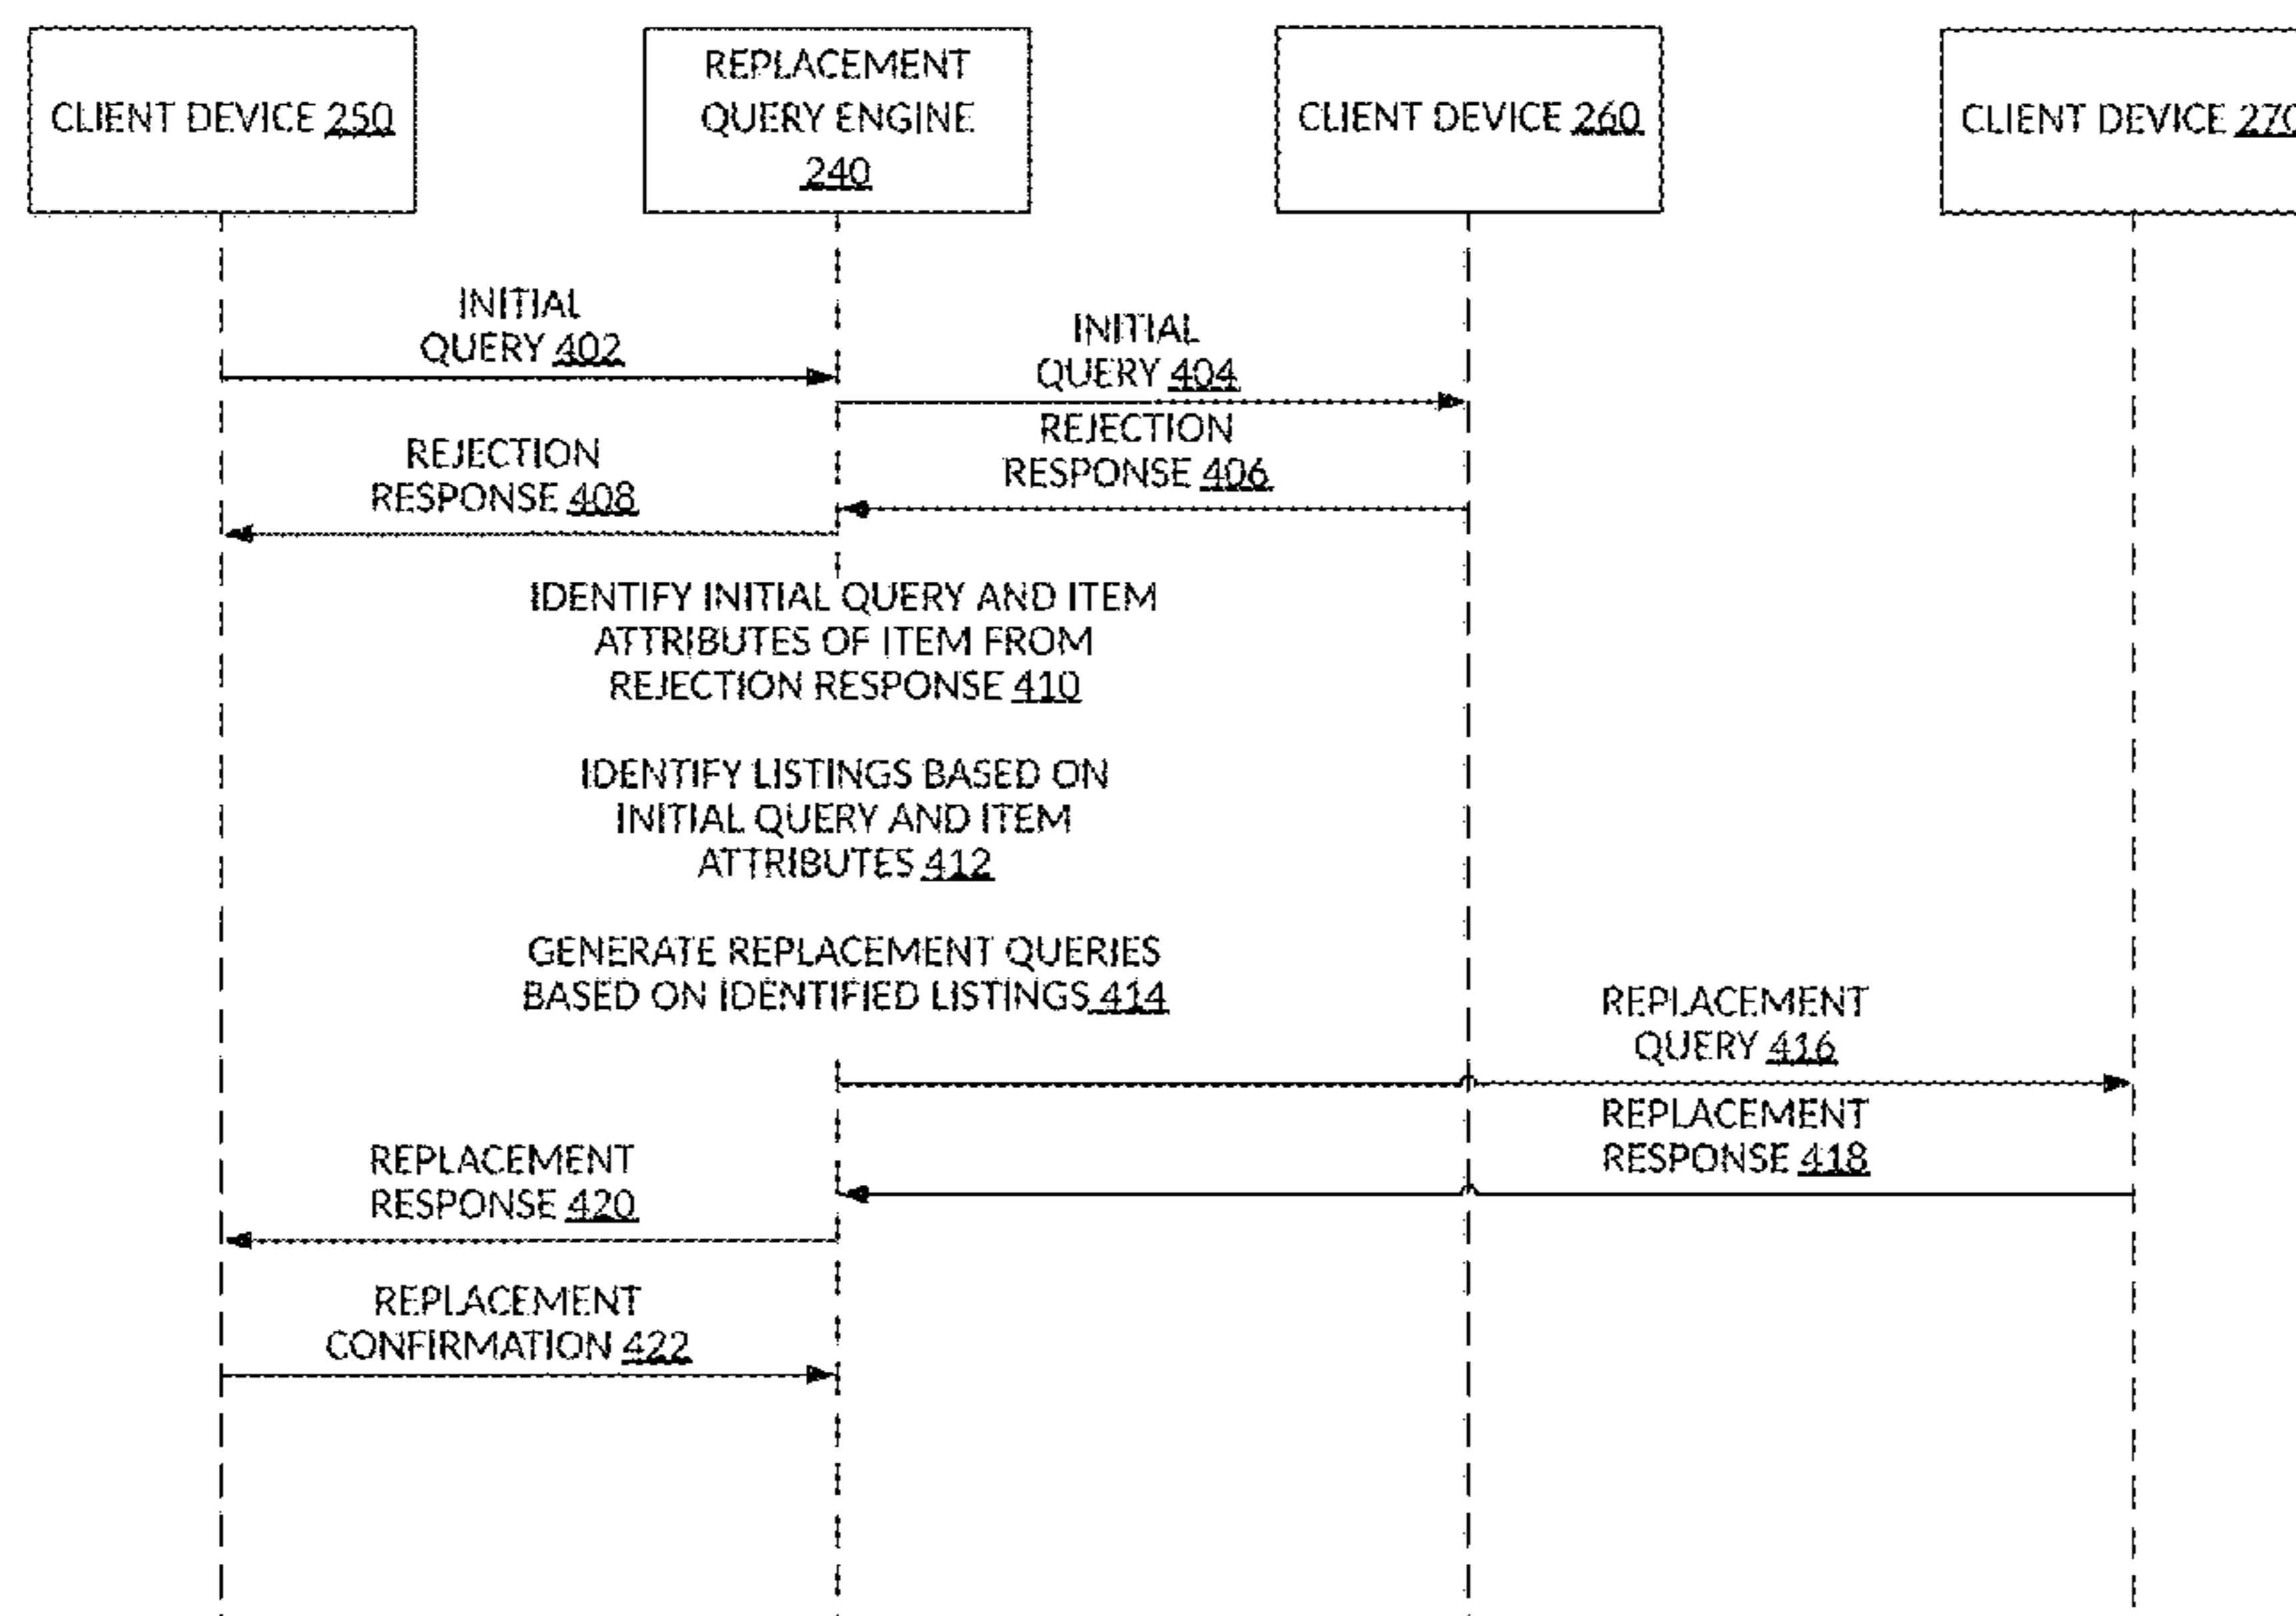 CLIENT DEVICE 250
REPLACEMENT
QUERY ENGINE
240
CLIENT DEVICE 260
CLIENT DEVICE 270
INITIAL
QUERY 402
INITIAL
QUERY 404
REJECTION
RESPONSE 406
REJECTION
RESPONSE 408
IDENTIFY INITIAL QUERY AND ITEM
ATTRIBUTES OF ITEM FROM
REJECTION RESPONSE 410
IDENTIFY LISTINGS BASED ON
INITIAL QUERY AND ITEM
ATTRIBUTES 412
GENERATE REPLACEMENT QUERIES
BASED ON IDENTIFIED LISTINGS 414
REPLACEMENT
QUERY 416
REPLACEMENT
RESPONSE 418
REPLACEMENT
RESPONSE 420
REPLACEMENT
CONFIRMATION 422